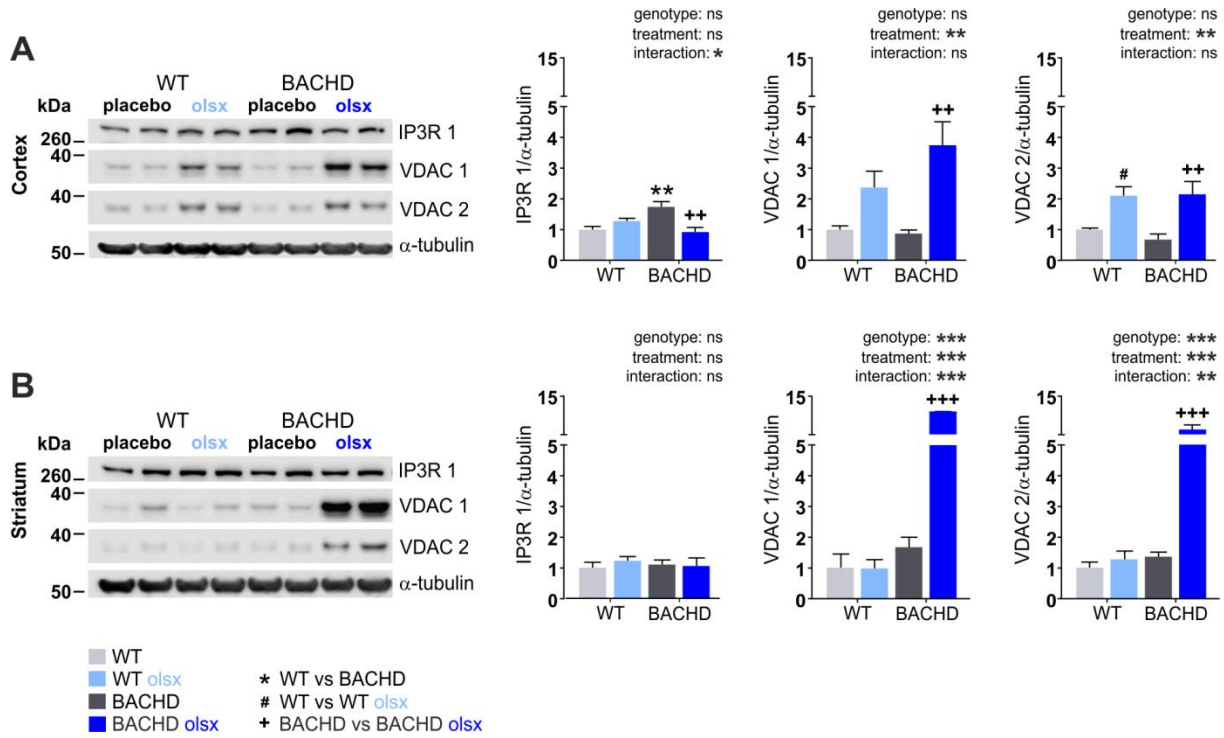 A
Cortex
WT BACHD
kDa placebo olsx placebo olsx
260 IP3R 1
40 VDAC 1
40 VDAC 2
50 α-tubulin
genotype: ns
treatment: ns
interaction: *
IP3R 1/α-tubulin
15
5
4
3
2
1
0
**
++
WT BACHD
genotype: ns
treatment: **
interaction: ns
VDAC 1/α-tubulin
15
5
4
3
2
1
0
++
WT BACHD
genotype: ns
treatment: **
interaction: ns
VDAC 2/α-tubulin
15
5
4
3
2
1
0
#
++
WT BACHD
B
Striatum
WT BACHD
kDa placebo olsx placebo olsx
260 IP3R 1
40 VDAC 1
40 VDAC 2
50 α-tubulin
genotype: ns
treatment: ns
interaction: ns
IP3R 1/α-tubulin
15
5
4
3
2
1
0
WT BACHD
genotype: ***
treatment: ***
interaction: ***
VDAC 1/α-tubulin
15
5
4
3
2
1
0
+++
WT BACHD
genotype: ***
treatment: ***
interaction: **
VDAC 2/α-tubulin
15
5
4
3
2
1
0
+++
WT BACHD
WT
WT olsx
BACHD
BACHD olsx
* WT vs BACHD
# WT vs WT olsx
+ BACHD vs BACHD olsx